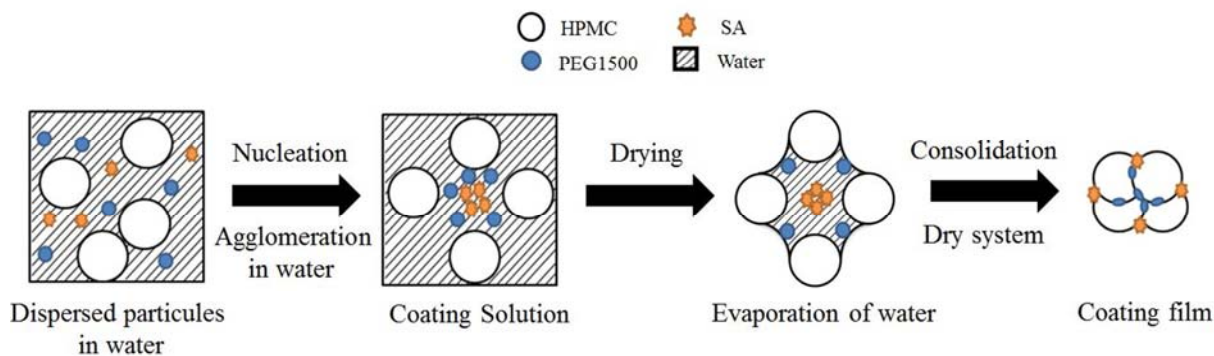 HPMC
SA
PEG1500
Water
Nucleation
Agglomeration
in water
Drying
Consolidation
Dry system
Dispersed particules
in water
Coating Solution
Evaporation of water
Coating film